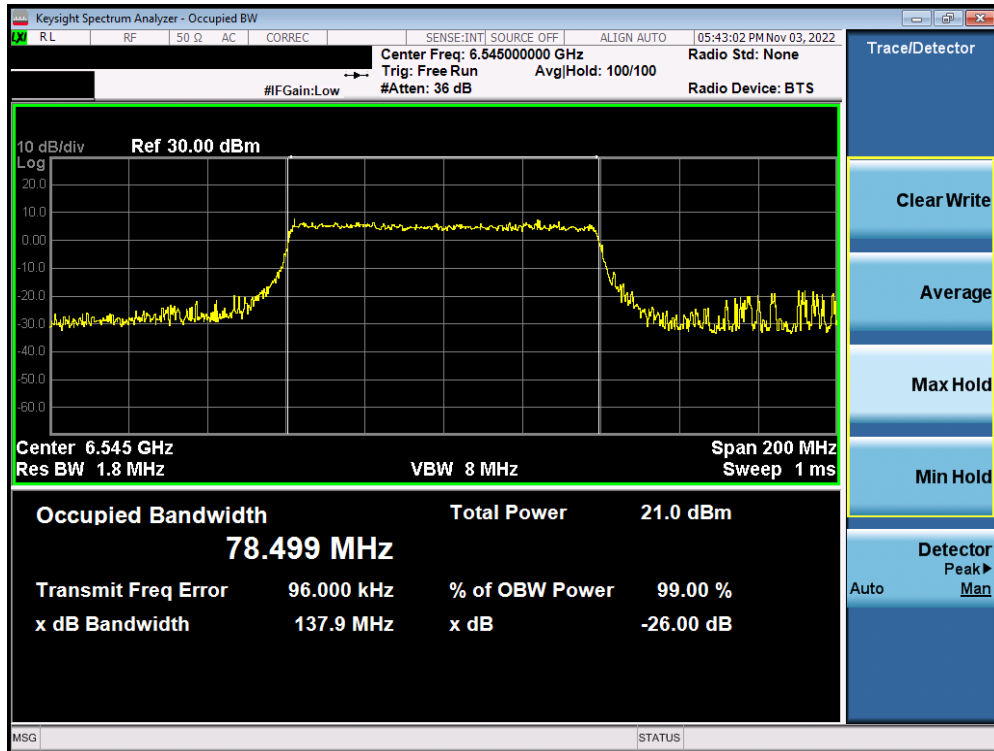 Keysight Spectrum Analyzer - Occupied BW
LXI RL RF 50 Ω AC CORREC SENSE:INT SOURCE OFF ALIGN AUTO 05:43:02 PM Nov 03, 2022
Center Freq: 6.545000000 GHz Radio Std: None
Trig: Free Run Avg|Hold: 100/100
#IFGain:Low #Atten: 36 dB Radio Device: BTS
Trace/Detector
10 dB/div Ref 30.00 dBm
Log
20.0
10.0
0.00
-10.0
-20.0
-30.0
-40.0
-50.0
-60.0
Center 6.545 GHz Span 200 MHz
Res BW 1.8 MHz VBW 8 MHz Sweep 1 ms
Occupied Bandwidth Total Power 21.0 dBm
78.499 MHz
Transmit Freq Error 96.000 kHz % of OBW Power 99.00 %
x dB Bandwidth 137.9 MHz x dB -26.00 dB
Clear Write
Average
Max Hold
Min Hold
Detector
Peak▶
Auto Man
MSG STATUS